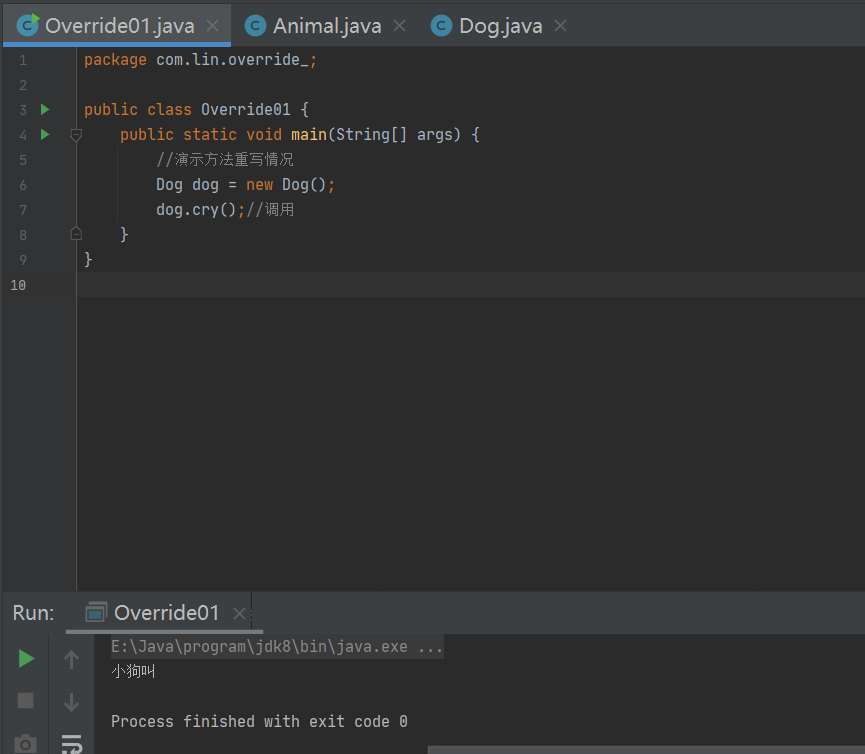 Override01.java Animal.java Dog.java
1 package com.lin.override_;
2
3 public class Override01 {
4 public static void main(String[] args) {
5 //演示方法重写情况
6 Dog dog = new Dog();
7 dog.cry();//调用
8 }
9 }
10
Run: Override01
E:\Java\program\jdk8\bin\java.exe ...
小狗叫
Process finished with exit code 0